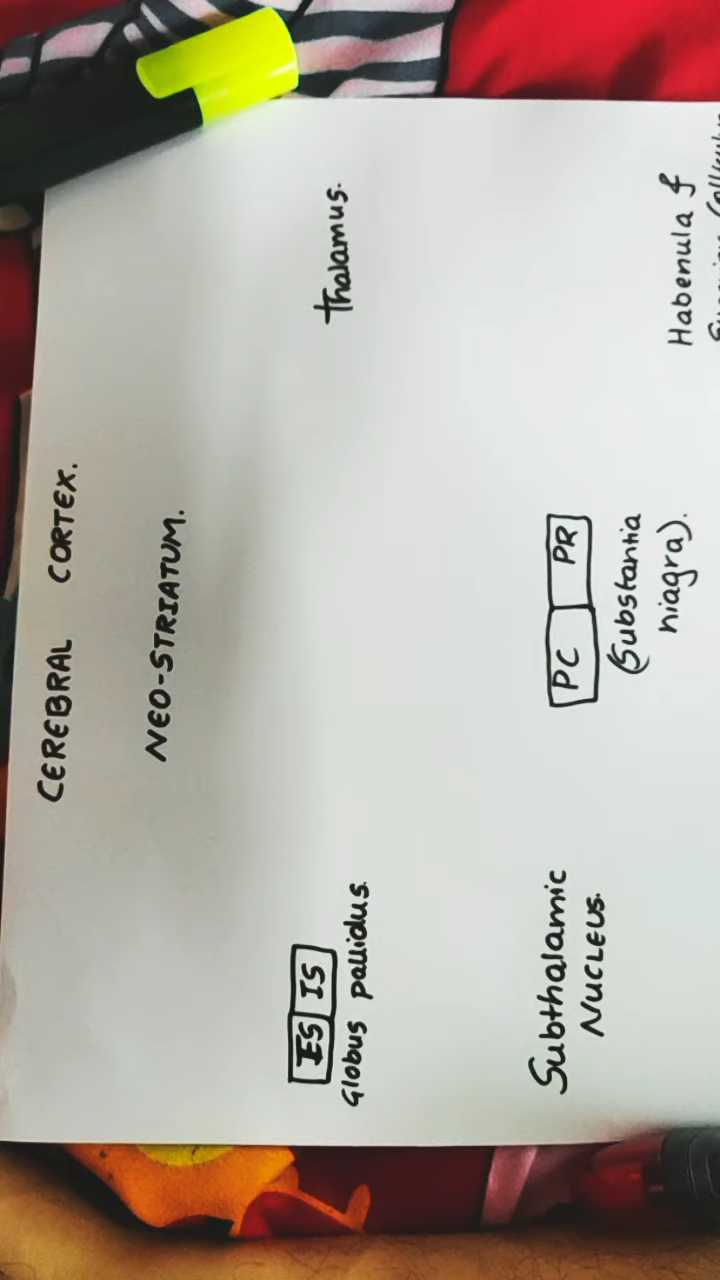 CEREBRAL CORTEX.
NEO-STRIATUM.
ES IS
Globus pallidus.
Thalamus.
Subthalamic
NUCLEUS.
PC PR
(Substantia
niagra).
Habenula &